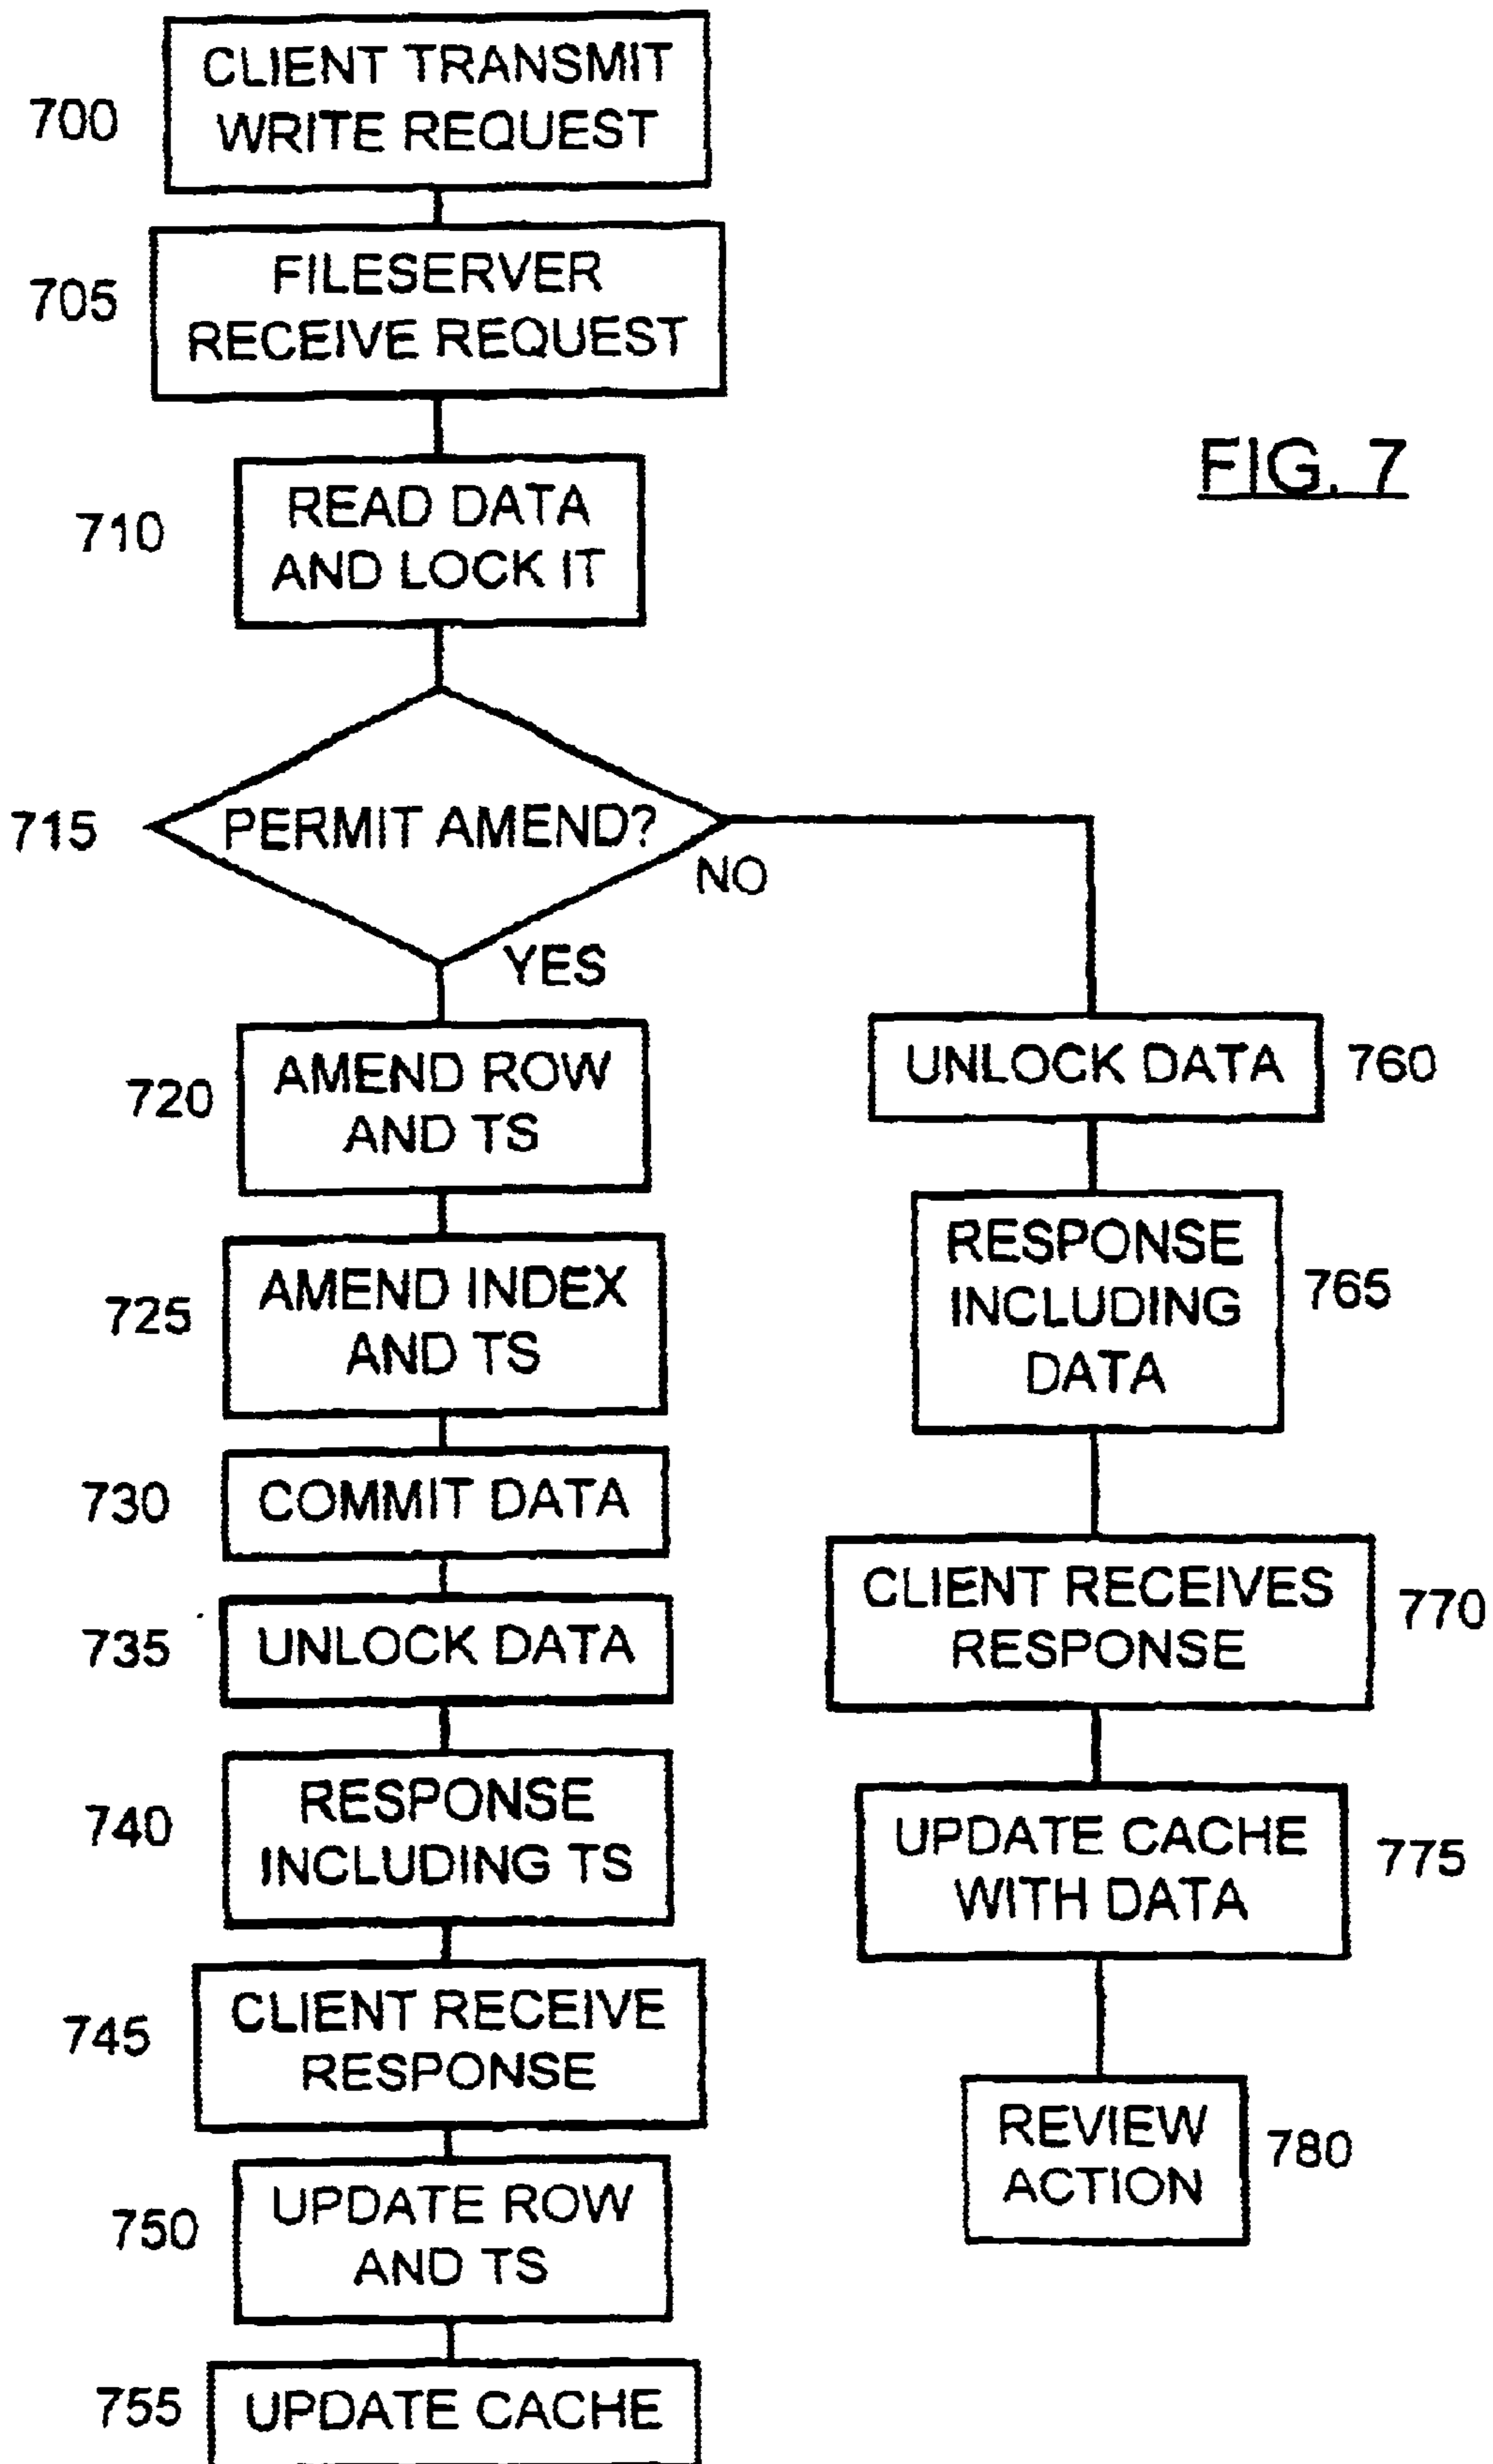 700
CLIENT TRANSMIT
WRITE REQUEST
705
FILESERVER
RECEIVE REQUEST
FIG. 7
710
READ DATA
AND LOCK IT
715
PERMIT AMEND?
NO
YES
720
AMEND ROW
AND TS
725
AMEND INDEX
AND TS
730
COMMIT DATA
735
UNLOCK DATA
740
RESPONSE
INCLUDING TS
745
CLIENT RECEIVE
RESPONSE
750
UPDATE ROW
AND TS
755
UPDATE CACHE
UNLOCK DATA
760
RESPONSE
INCLUDING
DATA
765
CLIENT RECEIVES
RESPONSE
770
UPDATE CACHE
WITH DATA
775
REVIEW
ACTION
780